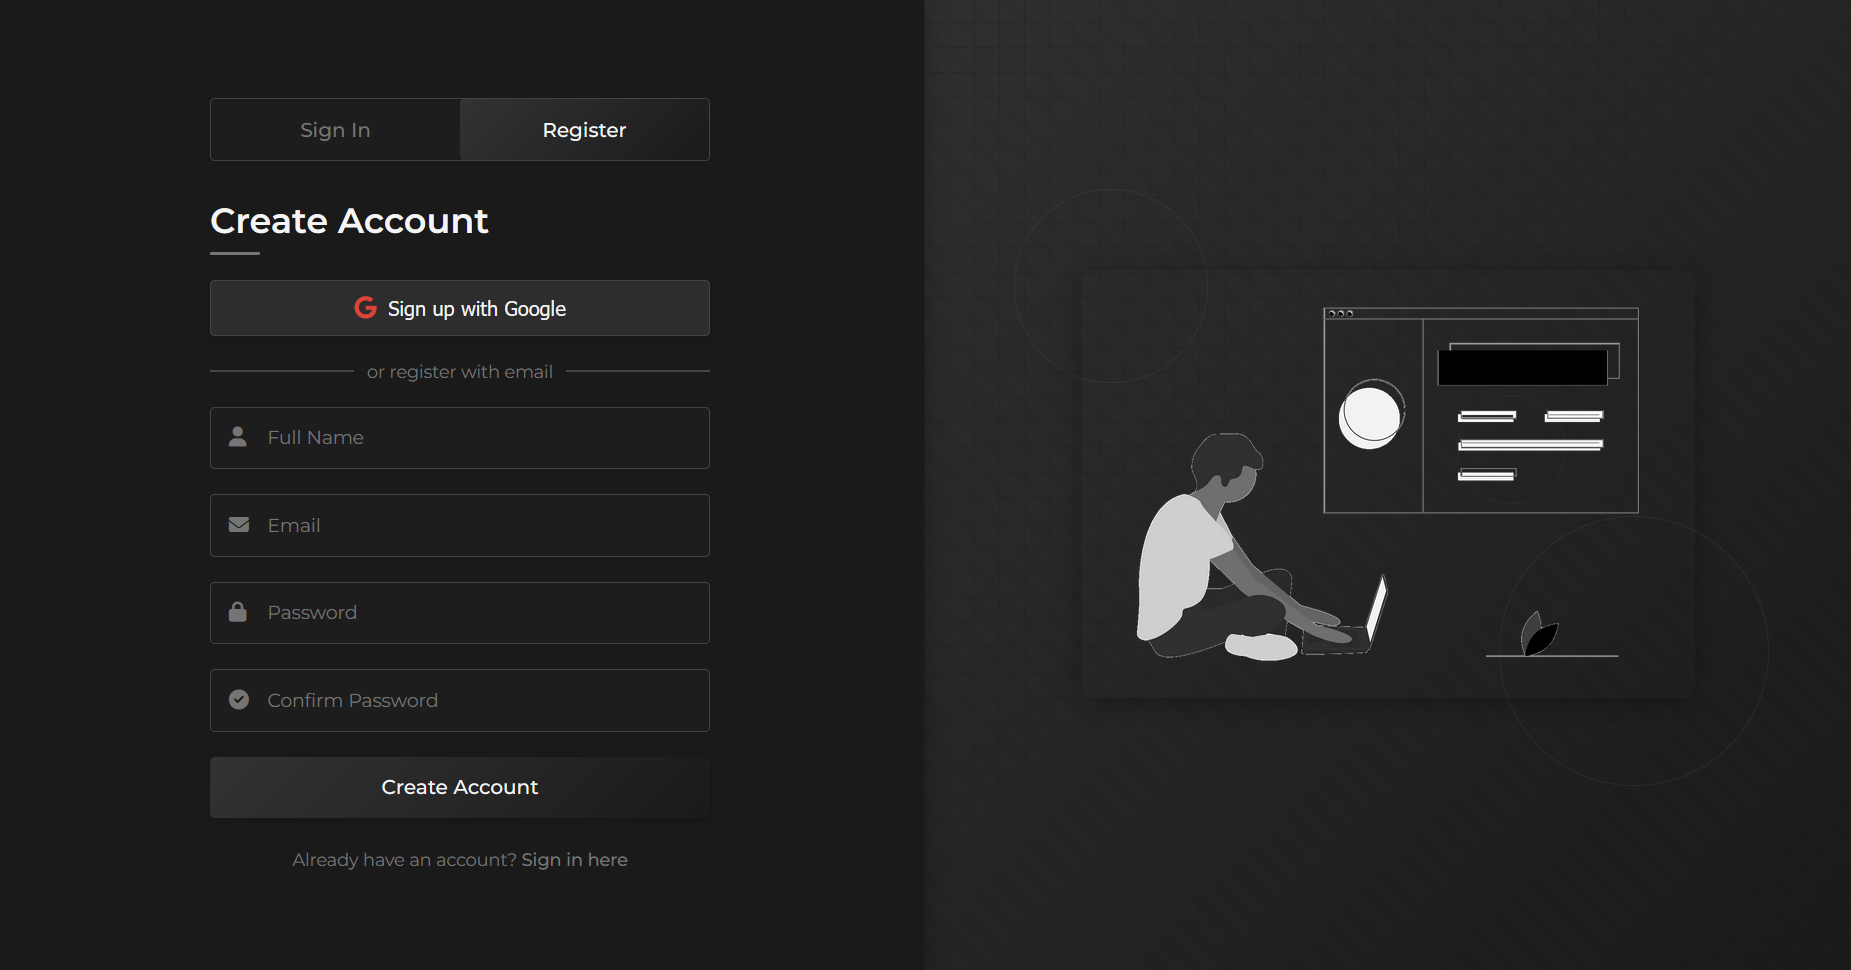 Sign In
Register
Create Account
Sign up with Google
or register with email
Full Name
Email
Password
Confirm Password
Create Account
Already have an account? Sign in here